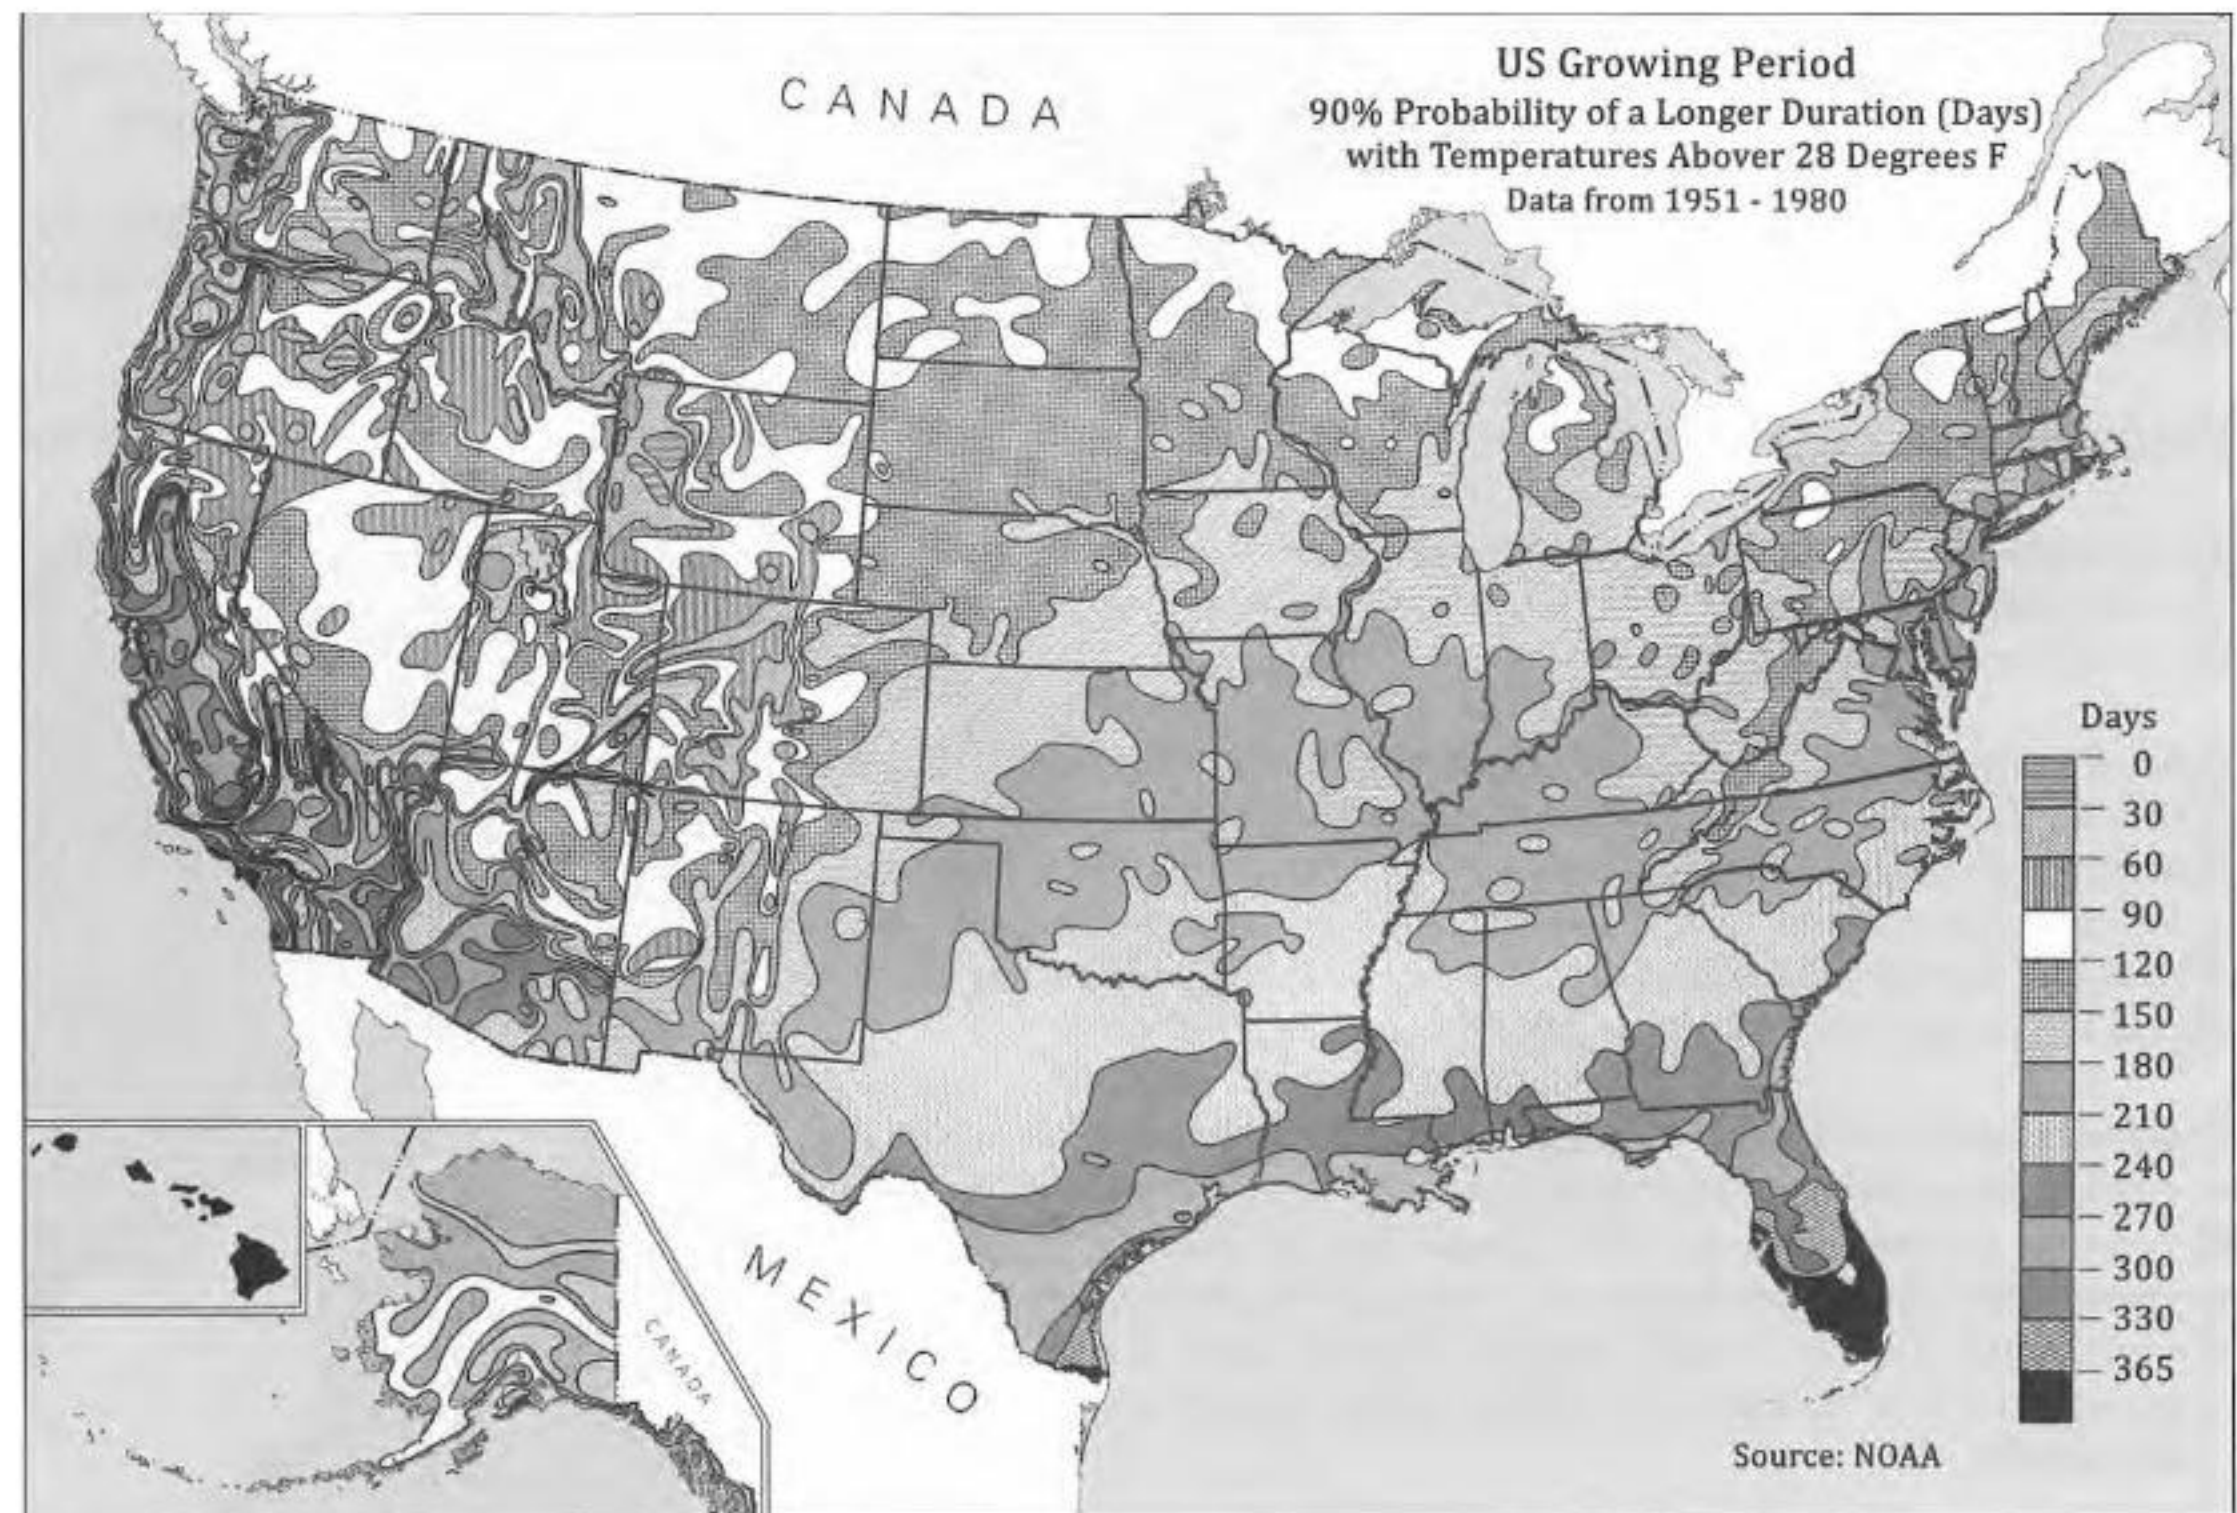 US Growing Period
90% Probability of a Longer Duration (Days)
with Temperatures Abover 28 Degrees F
Data from 1951 - 1980
CANADA
Days
0
30
60
90
120
150
180
210
240
270
300
330
365
MEXICO
CANADA
Source: NOAA